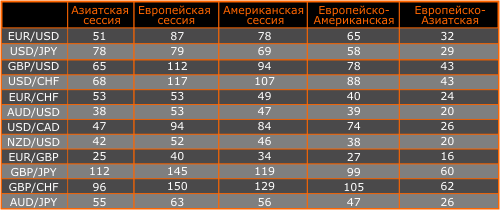 Азиатская сессия Европейская сессия Американская сессия Европейско-Американская Европейско-Азиатская
EUR/USD 51 87 78 65 32
USD/JPY 78 79 69 58 29
GBP/USD 65 112 94 78 43
USD/CHF 68 117 107 88 43
EUR/CHF 53 53 49 40 24
AUD/USD 38 53 47 39 20
USD/CAD 47 94 84 74 26
NZD/USD 42 52 46 38 20
EUR/GBP 25 40 34 27 16
GBP/JPY 112 145 119 99 60
GBP/CHF 96 150 129 105 62
AUD/JPY 55 63 56 47 26